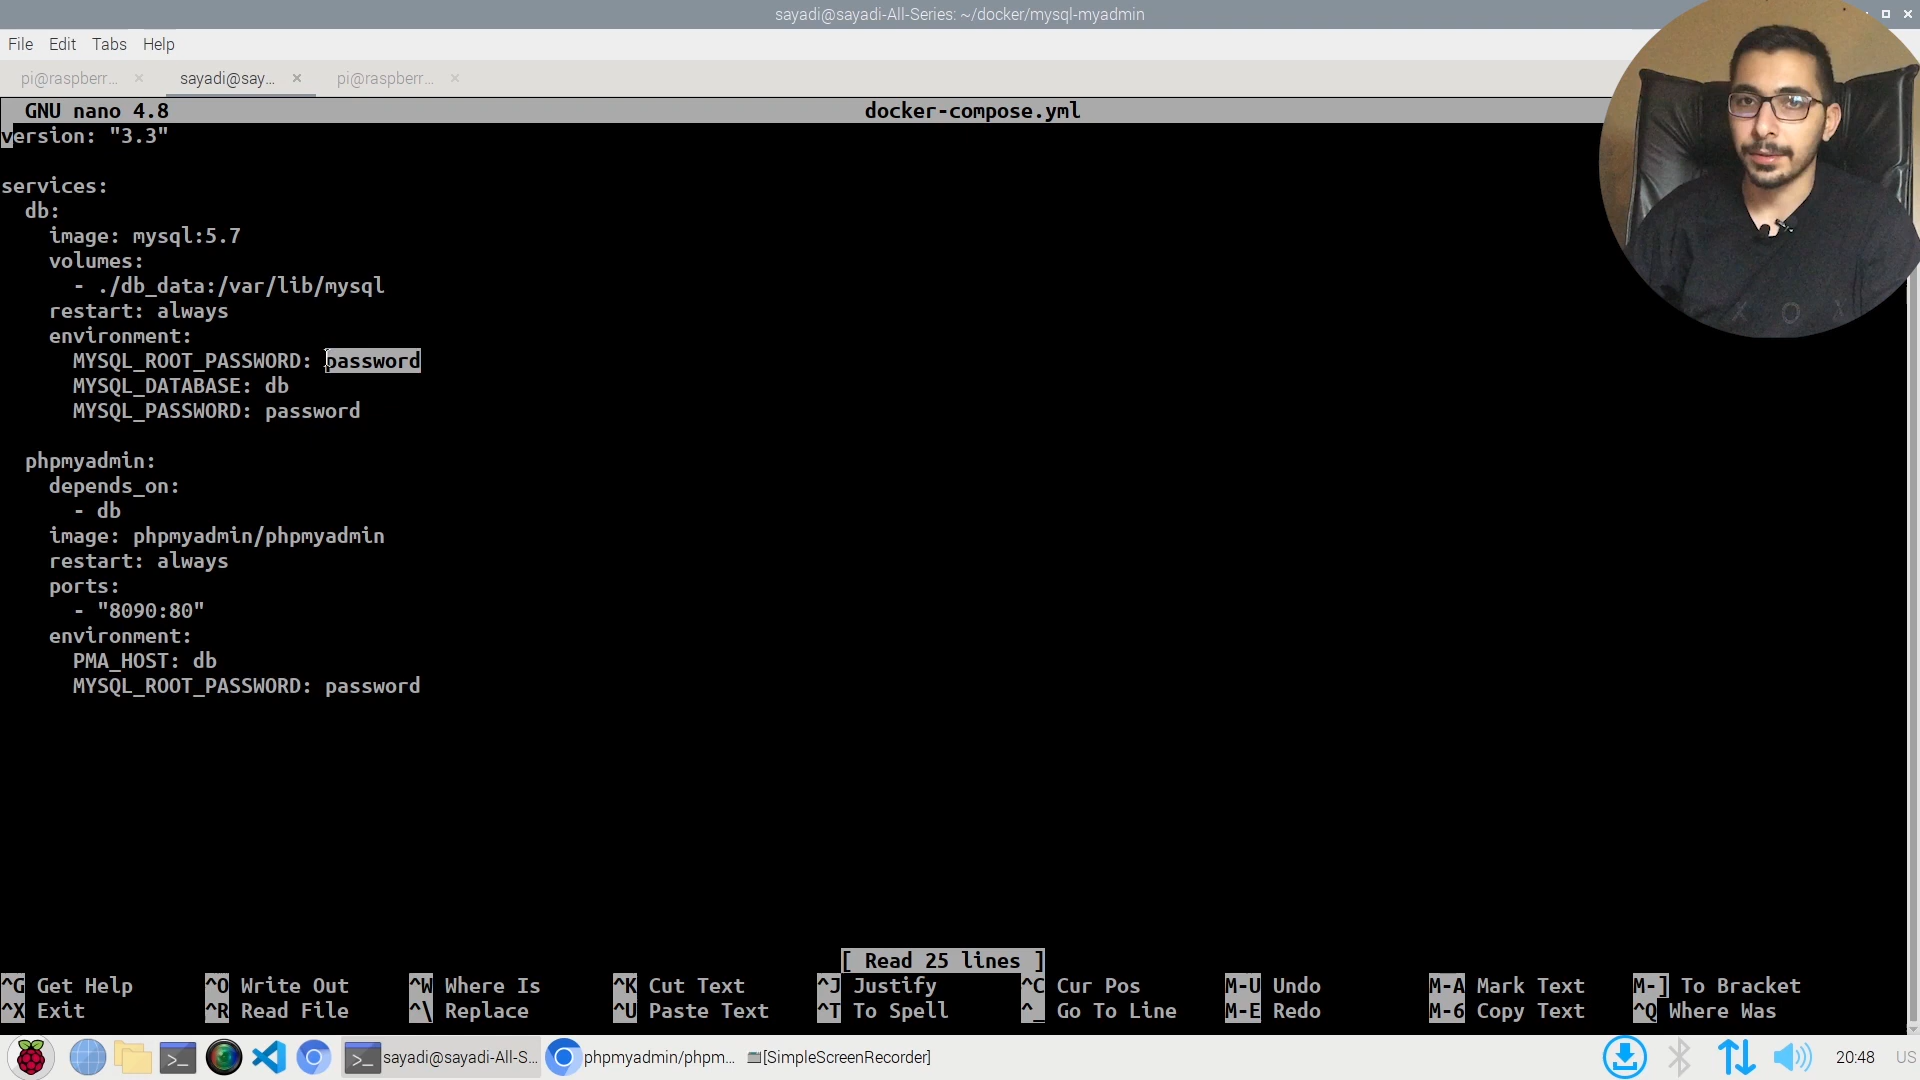 sayadi@sayadi-All-Series: ~/docker/mysql-myadmin
File Edit Tabs Help
pi@raspberr... × sayadi@say... × pi@raspberr... ×
GNU nano 4.8 docker-compose.yml
version: "3.3"
services:
db:
image: mysql:5.7
volumes:
- ./db_data:/var/lib/mysql
restart: always
environment:
MYSQL_ROOT_PASSWORD: password
MYSQL_DATABASE: db
MYSQL_PASSWORD: password
phpmyadmin:
depends_on:
- db
image: phpmyadmin/phpmyadmin
restart: always
ports:
- "8090:80"
environment:
PMA_HOST: db
MYSQL_ROOT_PASSWORD: password
[ Read 25 lines ]
^G Get Help ^O Write Out ^W Where Is ^K Cut Text ^J Justify ^C Cur Pos M-U Undo M-A Mark Text M-] To Bracket
^X Exit ^R Read File ^\ Replace ^U Paste Text ^T To Spell ^_ Go To Line M-E Redo M-6 Copy Text ^Q Where Was
sayadi@sayadi-All-S... phpmyadmin/phpm... [SimpleScreenRecorder] 20:48 US